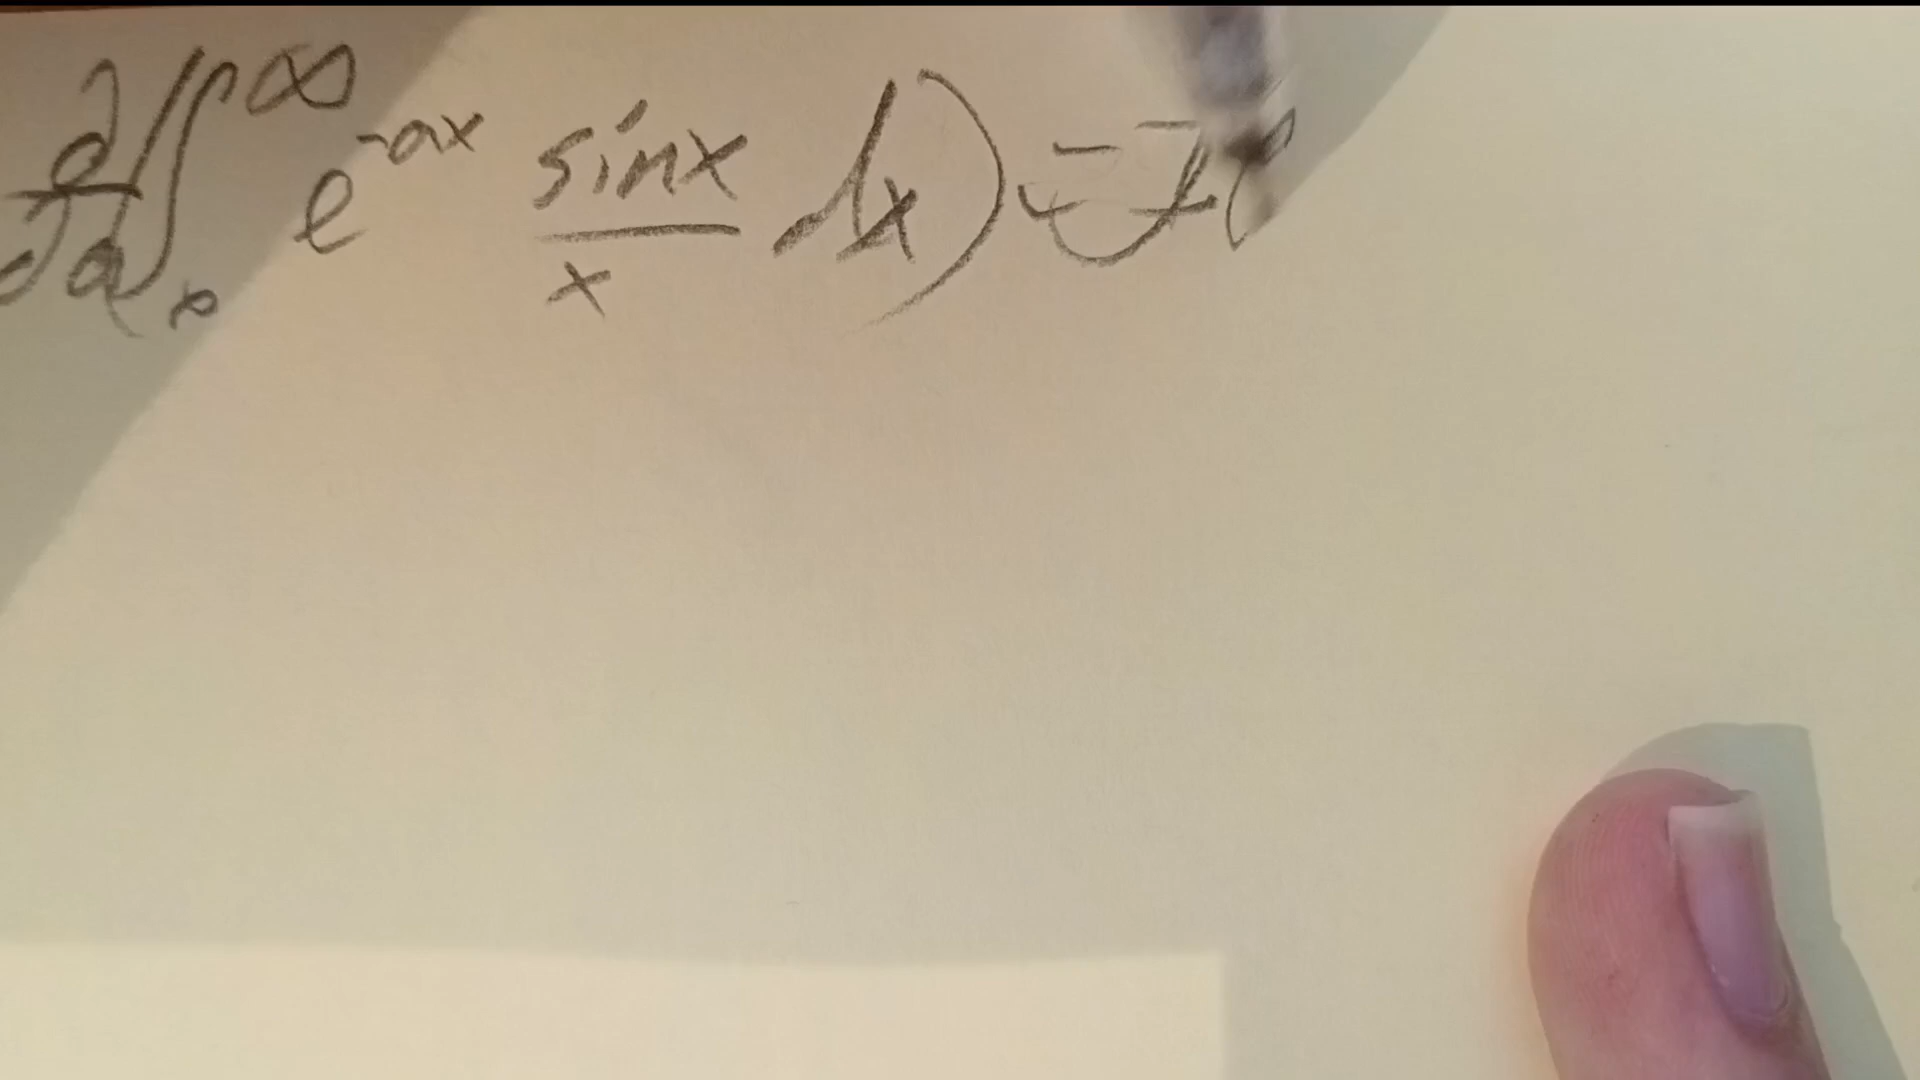 ∂/∂a (∫₀^∞ e^-ax sinx/x dx) = I(